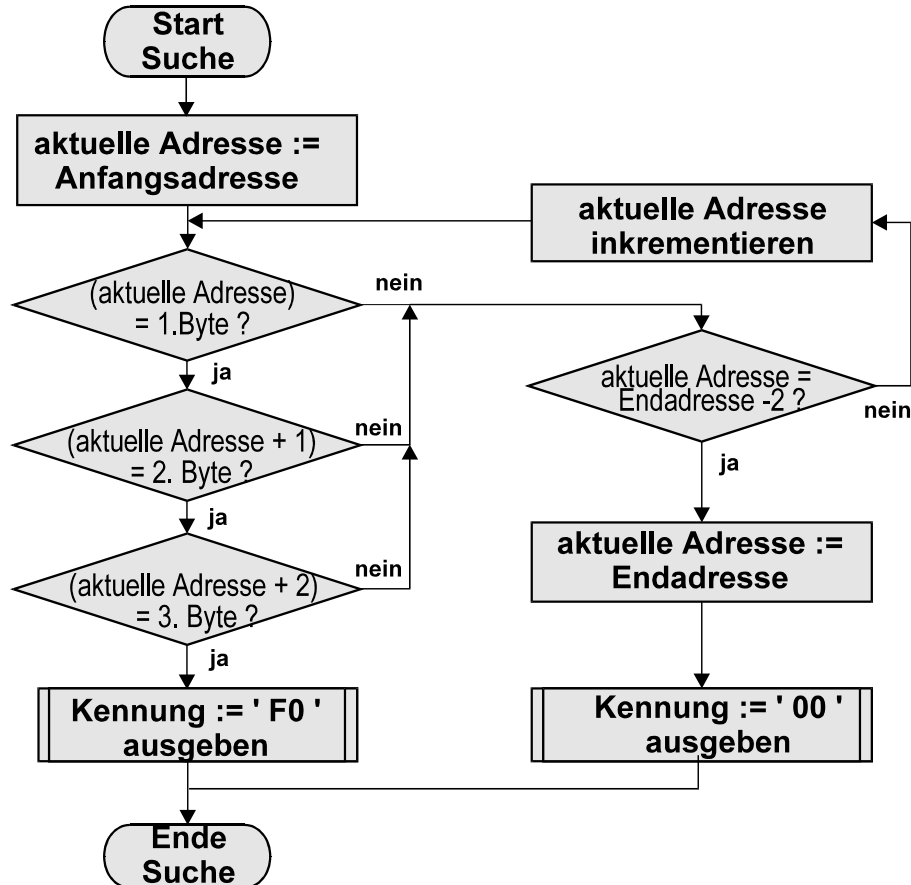 Start
Suche
aktuelle Adresse :=
Anfangsadresse
aktuelle Adresse
inkrementieren
(aktuelle Adresse)
= 1.Byte ?
nein
ja
aktuelle Adresse =
Endadresse -2 ?
nein
ja
(aktuelle Adresse + 1)
= 2. Byte ?
nein
ja
(aktuelle Adresse + 2)
= 3. Byte ?
nein
ja
aktuelle Adresse :=
Endadresse
Kennung := ' F0 '
ausgeben
Kennung := ' 00 '
ausgeben
Ende
Suche